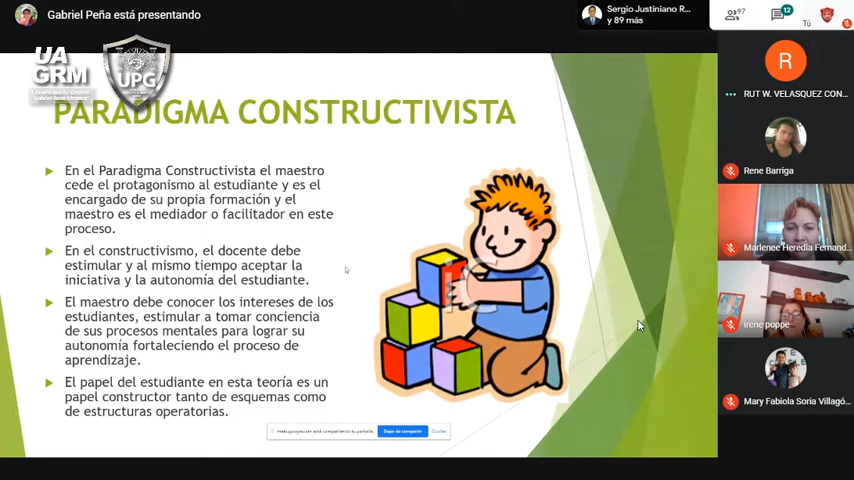 Gabriel Peña está presentando
Sergio Justiniano R...
y 89 más
97
12
Tú
UA
GRM
UPG
PARADIGMA CONSTRUCTIVISTA
En el Paradigma Constructivista el maestro
cede el protagonismo al estudiante y es el
encargado de su propia formación y el
maestro es el mediador o facilitador en este
proceso.
En el constructivismo, el docente debe
estimular y al mismo tiempo aceptar la
iniciativa y la autonomía del estudiante.
El maestro debe conocer los intereses de los
estudiantes, estimular a tomar conciencia
de sus procesos mentales para lograr su
autonomía fortaleciendo el proceso de
aprendizaje.
El papel del estudiante en esta teoría es un
papel constructor tanto de esquemas como
de estructuras operatorias.
está compartiendo tu pantalla.
Dejar de compartir
Ocultar
R
RUT W. VELASQUEZ CON...
Rene Barriga
Marlenee Heredia Fernand...
irene poppe
Mary Fabiola Soria Villagó...